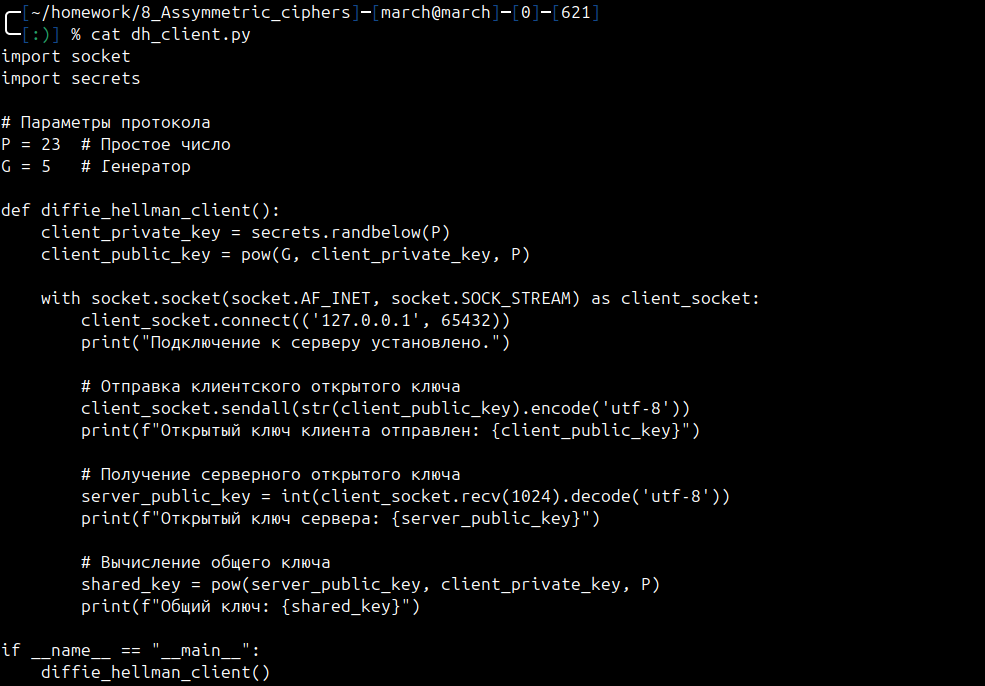 [~/homework/8_Assymmetric_ciphers]-[march@march]-[0]-[621]
[:)] % cat dh_client.py
import socket
import secrets

# Параметры протокола
P = 23  # Простое число
G = 5   # Генератор

def diffie_hellman_client():
    client_private_key = secrets.randbelow(P)
    client_public_key = pow(G, client_private_key, P)

    with socket.socket(socket.AF_INET, socket.SOCK_STREAM) as client_socket:
        client_socket.connect(('127.0.0.1', 65432))
        print("Подключение к серверу установлено.")

        # Отправка клиентского открытого ключа
        client_socket.sendall(str(client_public_key).encode('utf-8'))
        print(f"Открытый ключ клиента отправлен: {client_public_key}")

        # Получение серверного открытого ключа
        server_public_key = int(client_socket.recv(1024).decode('utf-8'))
        print(f"Открытый ключ сервера: {server_public_key}")

        # Вычисление общего ключа
        shared_key = pow(server_public_key, client_private_key, P)
        print(f"Общий ключ: {shared_key}")

if __name__ == "__main__":
    diffie_hellman_client()